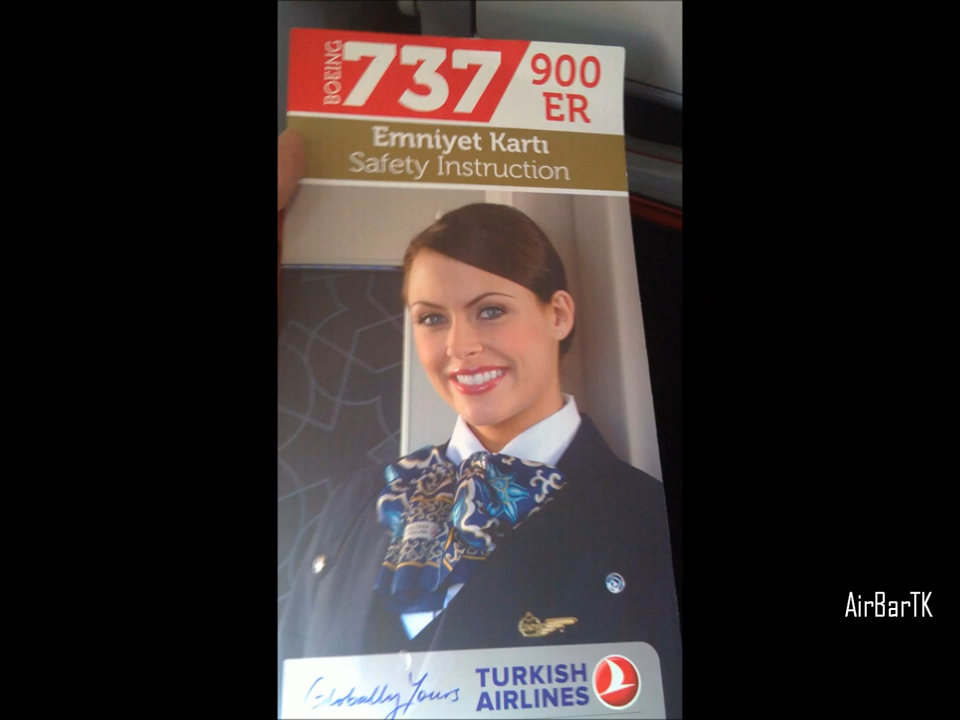 BOEING 737/900
ER
Emniyet Kartı
Safety Instruction
Globally Yours
TURKISH
AIRLINES
AirBarTK